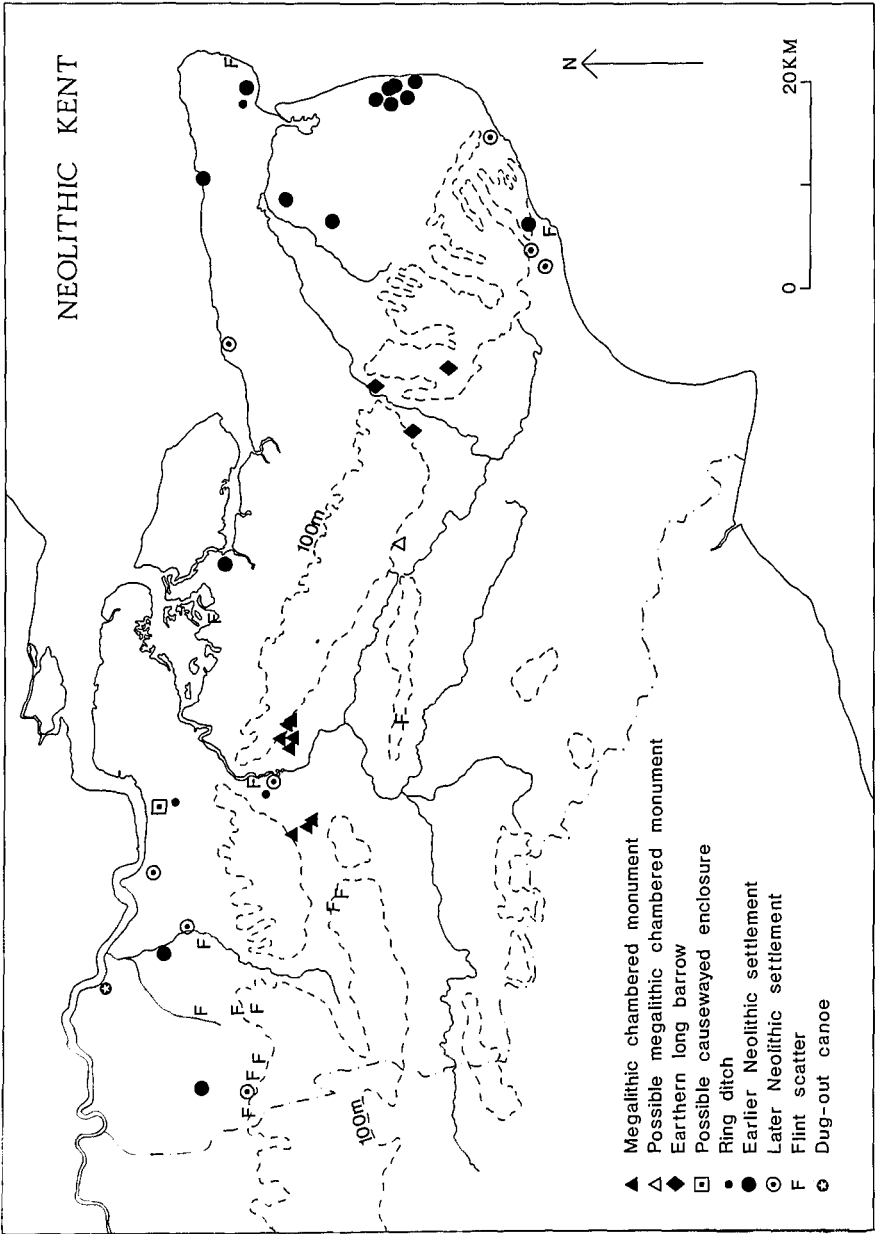 NEOLITHIC KENT
F
F
100m
F
F
F
F
F
F
F
F
F
F
F
F
F
100m
N
0
20KM
Megalithic chambered monument
Possible megalithic chambered monument
Earthern long barrow
Possible causewayed enclosure
Ring ditch
Earlier Neolithic settlement
Later Neolithic settlement
F Flint scatter
Dug-out canoe